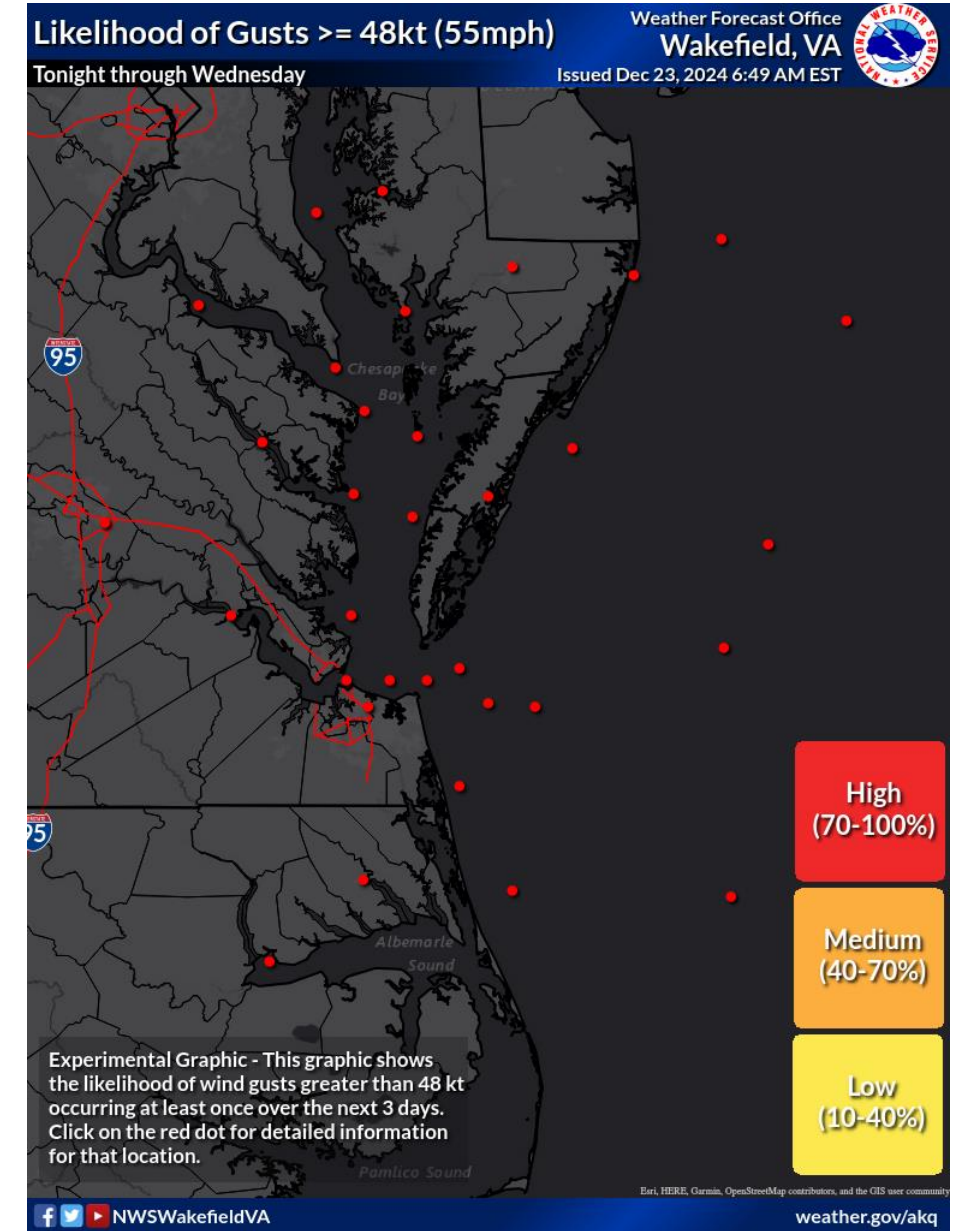 Likelihood of Gusts >= 48kt (55mph)
Tonight through Wednesday
Weather Forecast Office
Wakefield, VA
Issued Dec 23, 2024 6:49 AM EST
NATIONAL WEATHER SERVICE
95
Chesapeake
Bay
High
(70-100%)
95
Medium
(40-70%)
Albemarle
Sound
Low
(10-40%)
Experimental Graphic - This graphic shows
the likelihood of wind gusts greater than 48 kt
occurring at least once over the next 3 days.
Click on the red dot for detailed information
for that location.
Pamlico Sound
Esri, HERE, Garmin, OpenStreetMap contributors, and the GIS user community
NWSWakefieldVA
weather.gov/akq